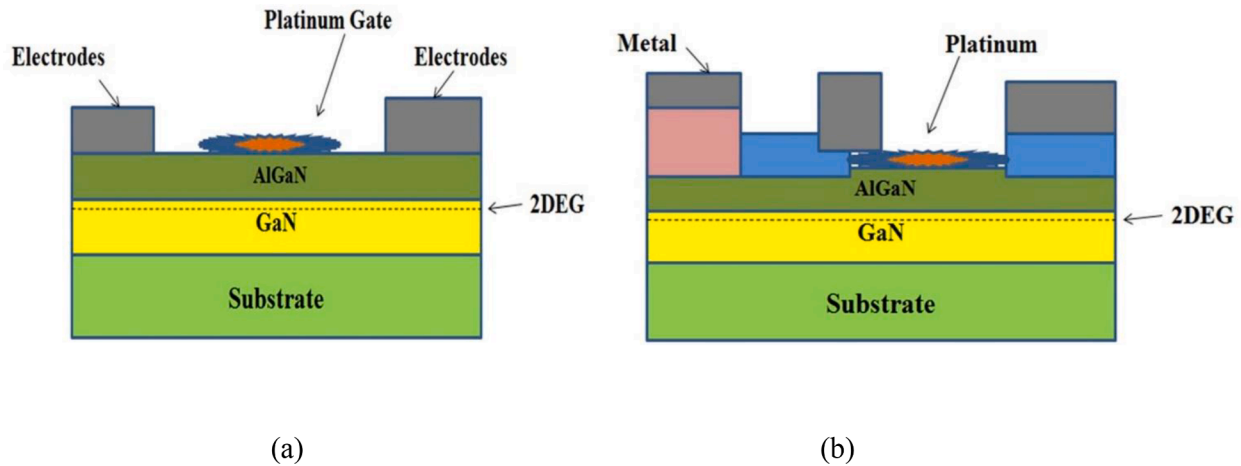 Platinum Gate
Electrodes
Electrodes
AlGaN
2DEG
GaN
Substrate
Metal
Platinum
AlGaN
2DEG
GaN
Substrate
(a)
(b)